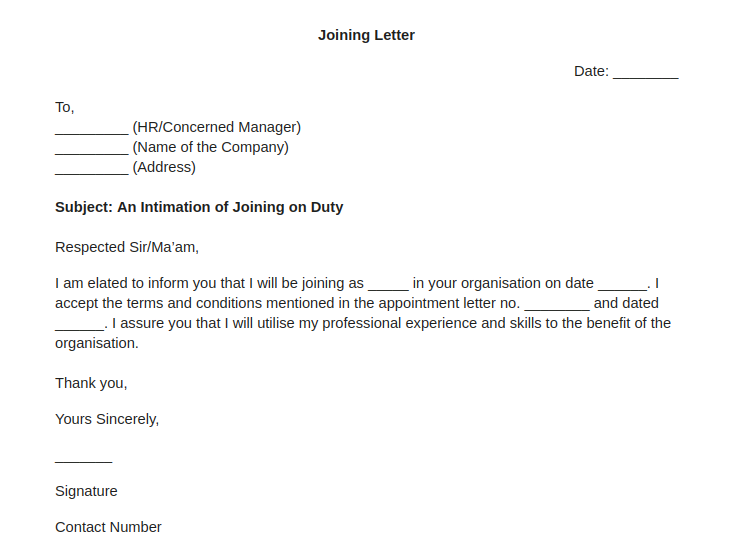 Joining Letter
Date: ________
To,
_________ (HR/Concerned Manager)
_________ (Name of the Company)
_________ (Address)
Subject: An Intimation of Joining on Duty
Respected Sir/Ma’am,
I am elated to inform you that I will be joining as _____ in your organisation on date ______. I
accept the terms and conditions mentioned in the appointment letter no. ________ and dated
______. I assure you that I will utilise my professional experience and skills to the benefit of the
organisation.
Thank you,
Yours Sincerely,
_______
Signature
Contact Number